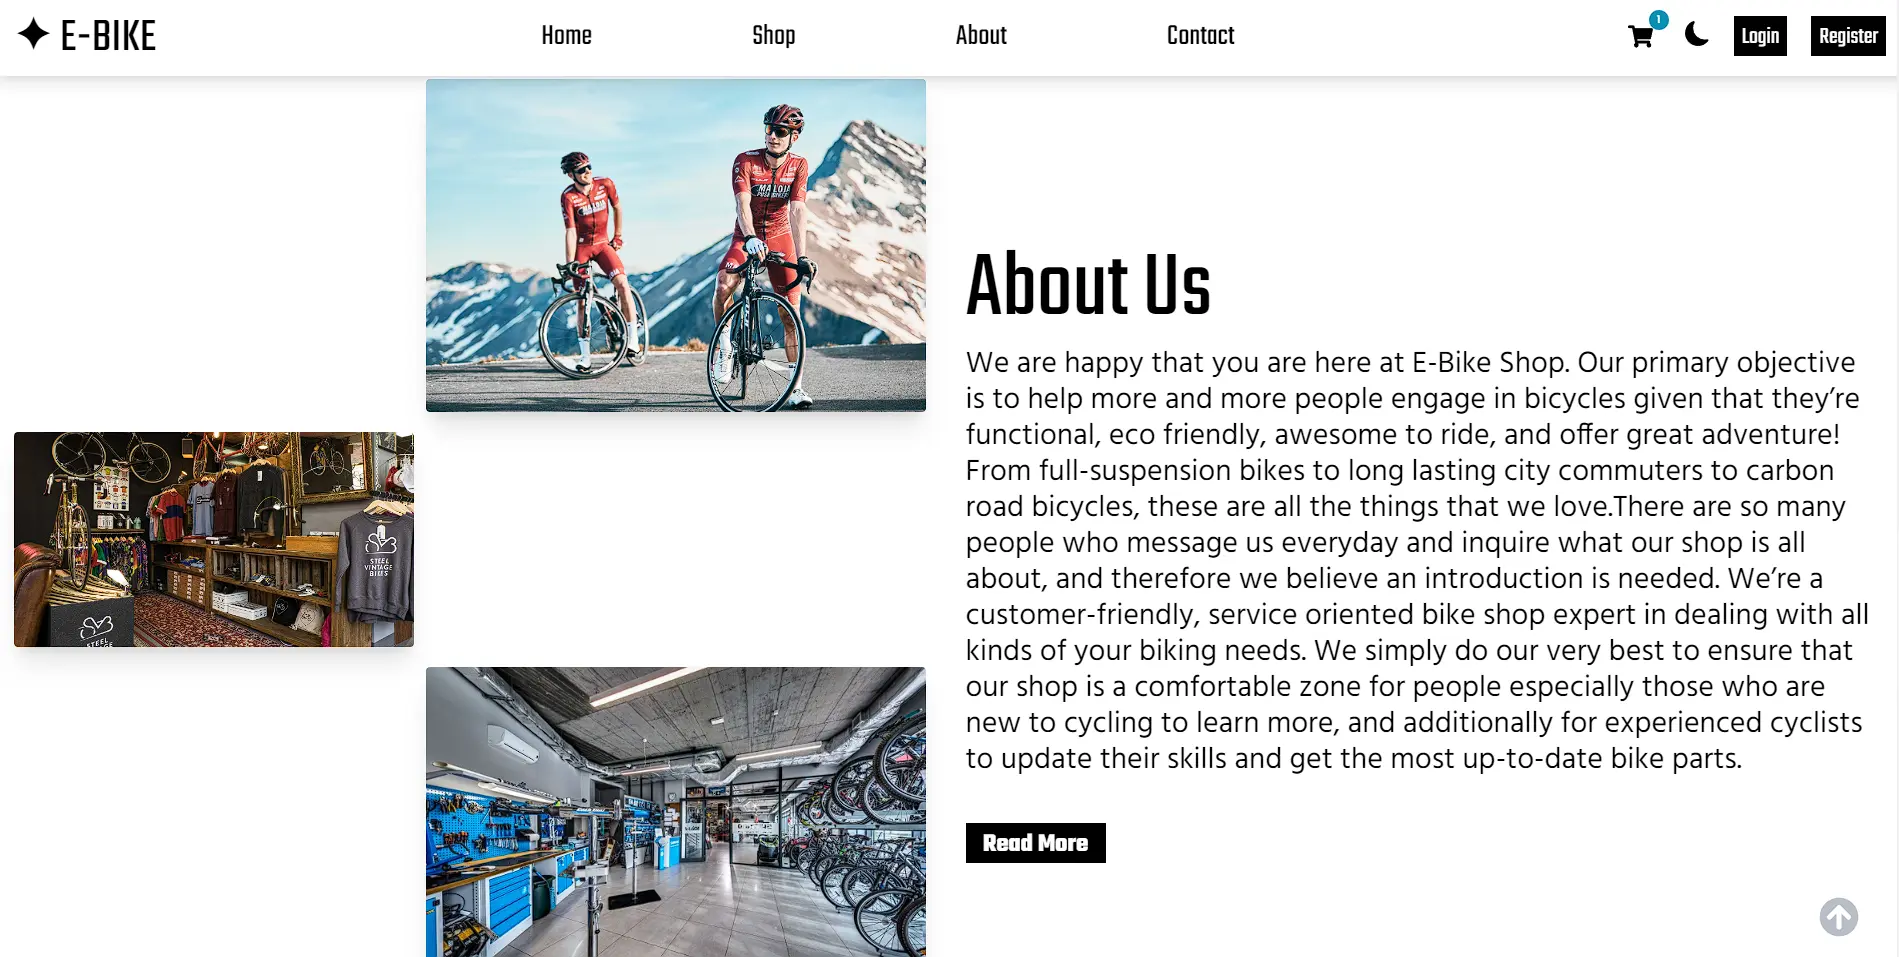 E-BIKE
Home
Shop
About
Contact
1
Login
Register
MALOJA
MALOJA
PUSHBIKERS
STEEL
VINTAGE
BIKES
STEEL
VINTAGE
About Us
We are happy that you are here at E-Bike Shop. Our primary objective
is to help more and more people engage in bicycles given that they’re
functional, eco friendly, awesome to ride, and offer great adventure!
From full-suspension bikes to long lasting city commuters to carbon
road bicycles, these are all the things that we love.There are so many
people who message us everyday and inquire what our shop is all
about, and therefore we believe an introduction is needed. We’re a
customer-friendly, service oriented bike shop expert in dealing with all
kinds of your biking needs. We simply do our very best to ensure that
our shop is a comfortable zone for people especially those who are
new to cycling to learn more, and additionally for experienced cyclists
to update their skills and get the most up-to-date bike parts.
Read More